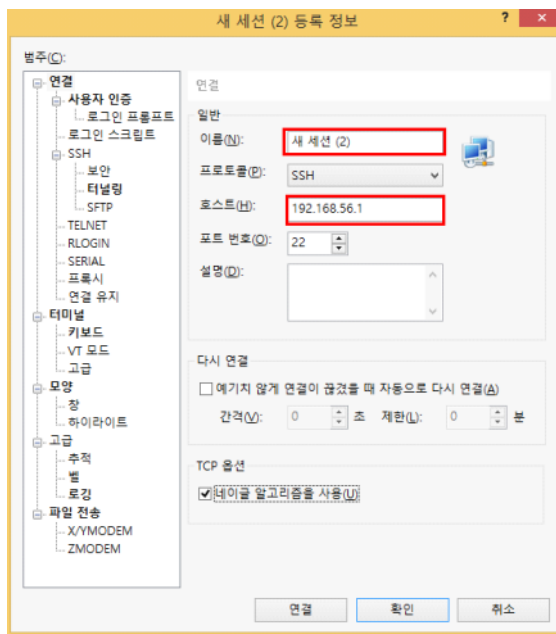 새 세션 (2) 등록 정보
? ×
범주(C):
연결
사용자 인증
로그인 프롬프트
로그인 스크립트
SSH
보안
터널링
SFTP
TELNET
RLOGIN
SERIAL
프록시
연결 유지
터미널
키보드
VT 모드
고급
모양
창
하이라이트
고급
추적
벨
로깅
파일 전송
X/YMODEM
ZMODEM
연결
일반
이름(N): 새 세션 (2)
프로토콜(P): SSH
호스트(H): 192.168.56.1
포트 번호(O): 22
설명(D):
다시 연결
예기치 않게 연결이 끊겼을 때 자동으로 다시 연결(A)
간격(V): 0 초 제한(L): 0 분
TCP 옵션
네이글 알고리즘을 사용(U)
연결 확인 취소